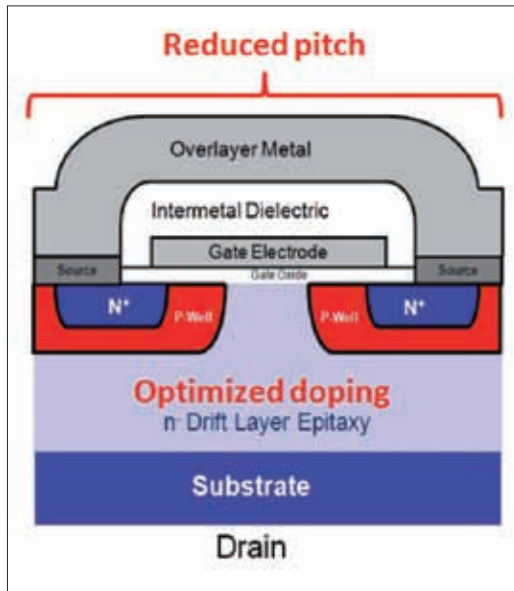 Reduced pitch
Overlayer Metal
Intermetal Dielectric
Gate Electrode
Source
Gate Oxide
Source
N+
P-Well
P-Well
N+
Optimized doping
n- Drift Layer Epitaxy
Substrate
Drain